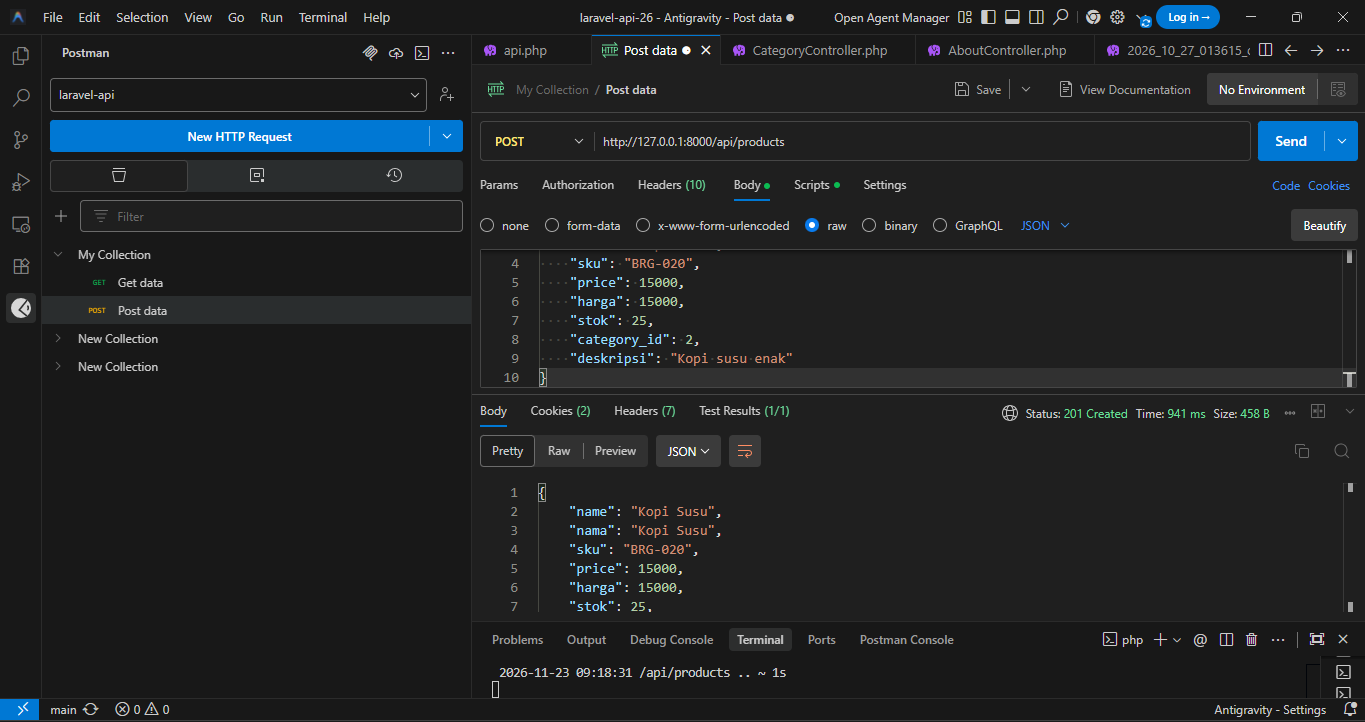 File Edit Selection View Go Run Terminal Help laravel-api-26 - Antigravity - Post data ● Open Agent Manager Log in →
Postman
laravel-api
New HTTP Request
Filter
My Collection
GET Get data
POST Post data
New Collection
New Collection
api.php HTTP Post data ● CategoryController.php AboutController.php 2026_10_27_013615_c
HTTP My Collection / Post data Save View Documentation No Environment
POST http://127.0.0.1:8000/api/products Send
Params Authorization Headers (10) Body Scripts Settings Code Cookies
none form-data x-www-form-urlencoded raw binary GraphQL JSON Beautify
4 "sku": "BRG-020",
5 "price": 15000,
6 "harga": 15000,
7 "stok": 25,
8 "category_id": 2,
9 "deskripsi": "Kopi susu enak"
10 }
Body Cookies (2) Headers (7) Test Results (1/1) Status: 201 Created Time: 941 ms Size: 458 B
Pretty Raw Preview JSON
1 {
2 "name": "Kopi Susu",
3 "nama": "Kopi Susu",
4 "sku": "BRG-020",
5 "price": 15000,
6 "harga": 15000,
7 "stok": 25,
Problems Output Debug Console Terminal Ports Postman Console php
2026-11-23 09:18:31 /api/products .. ~ 1s
main 0 0 Antigravity - Settings